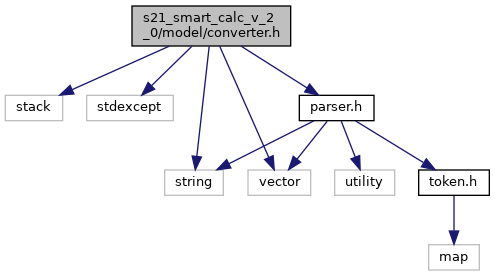 s21_smart_calc_v_2
_0/model/converter.h
stack
stdexcept
parser.h
string
vector
utility
token.h
map